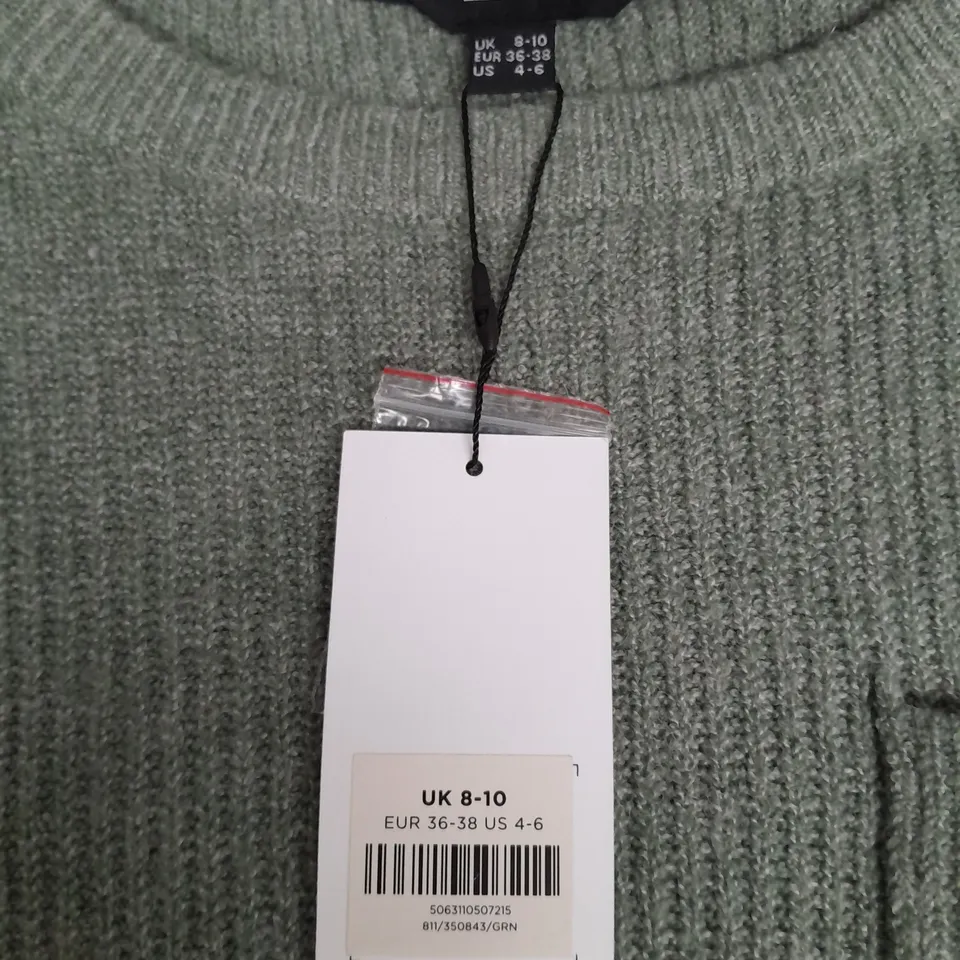 UK 8-10
EUR 36-38
US 4-6
UK 8-10
EUR 36-38 US 4-6
5063110507215
811/350843/GRN